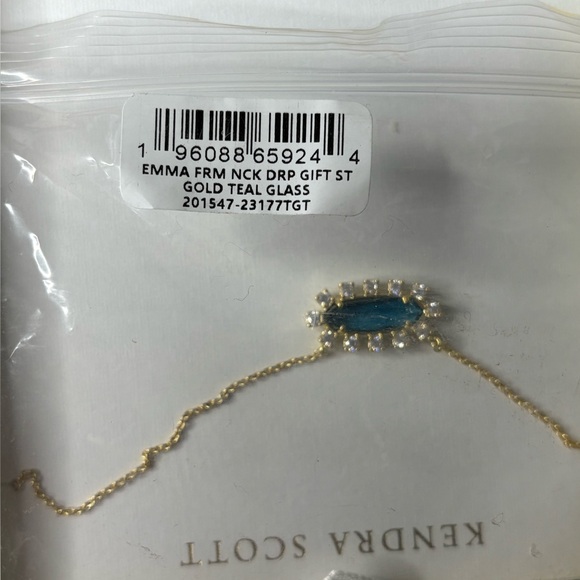 1 96088 65924 4
EMMA FRM NCK DRP GIFT ST
GOLD TEAL GLASS
201547-23177TGT
KENDRA SCOTT